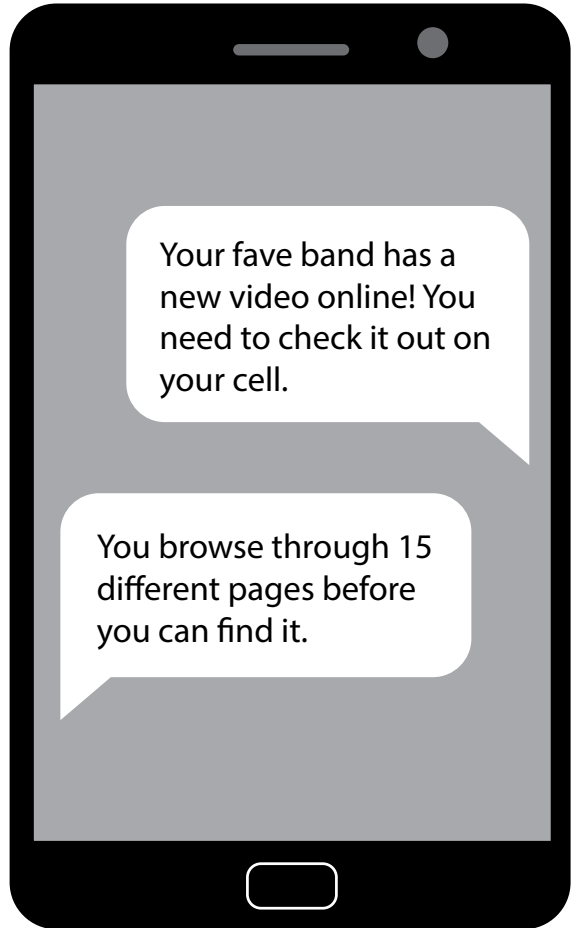 Your fave band has a
new video online! You
need to check it out on
your cell.
You browse through 15
different pages before
you can find it.